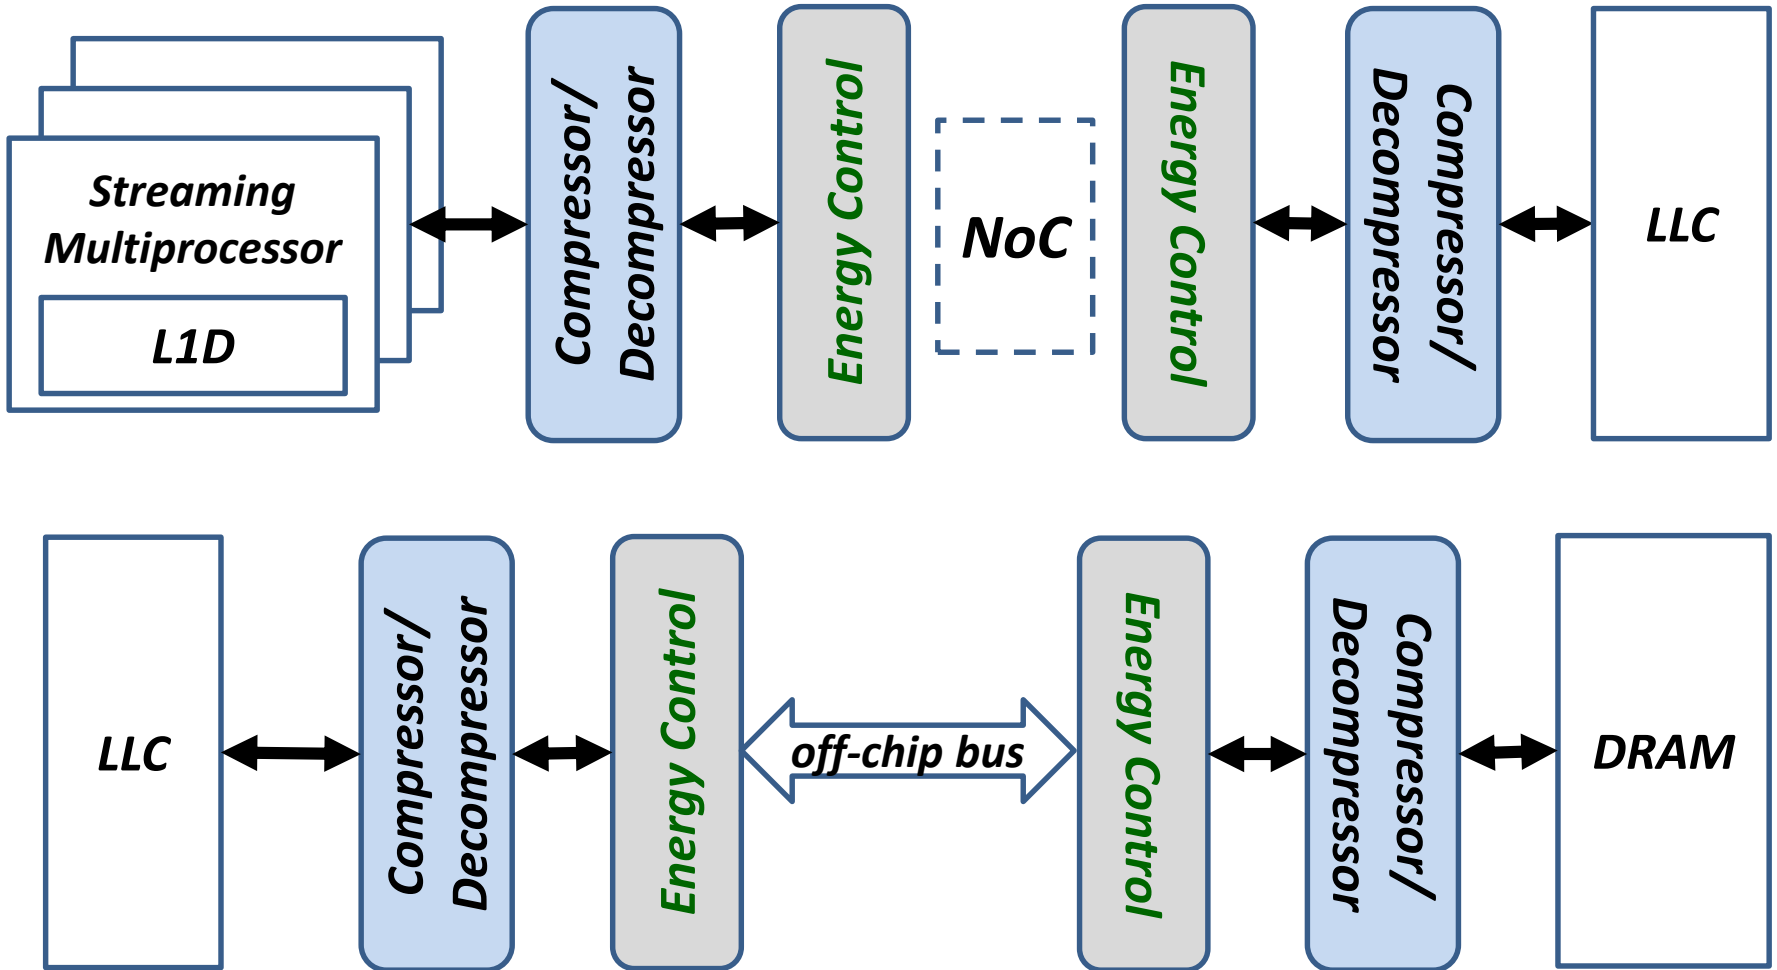 Streaming
Multiprocessor
L1D
Compressor/
Decompressor
Energy Control
NoC
Energy Control
Compressor/
Decompressor
LLC
LLC
Compressor/
Decompressor
Energy Control
off-chip bus
Energy Control
Compressor/
Decompressor
DRAM